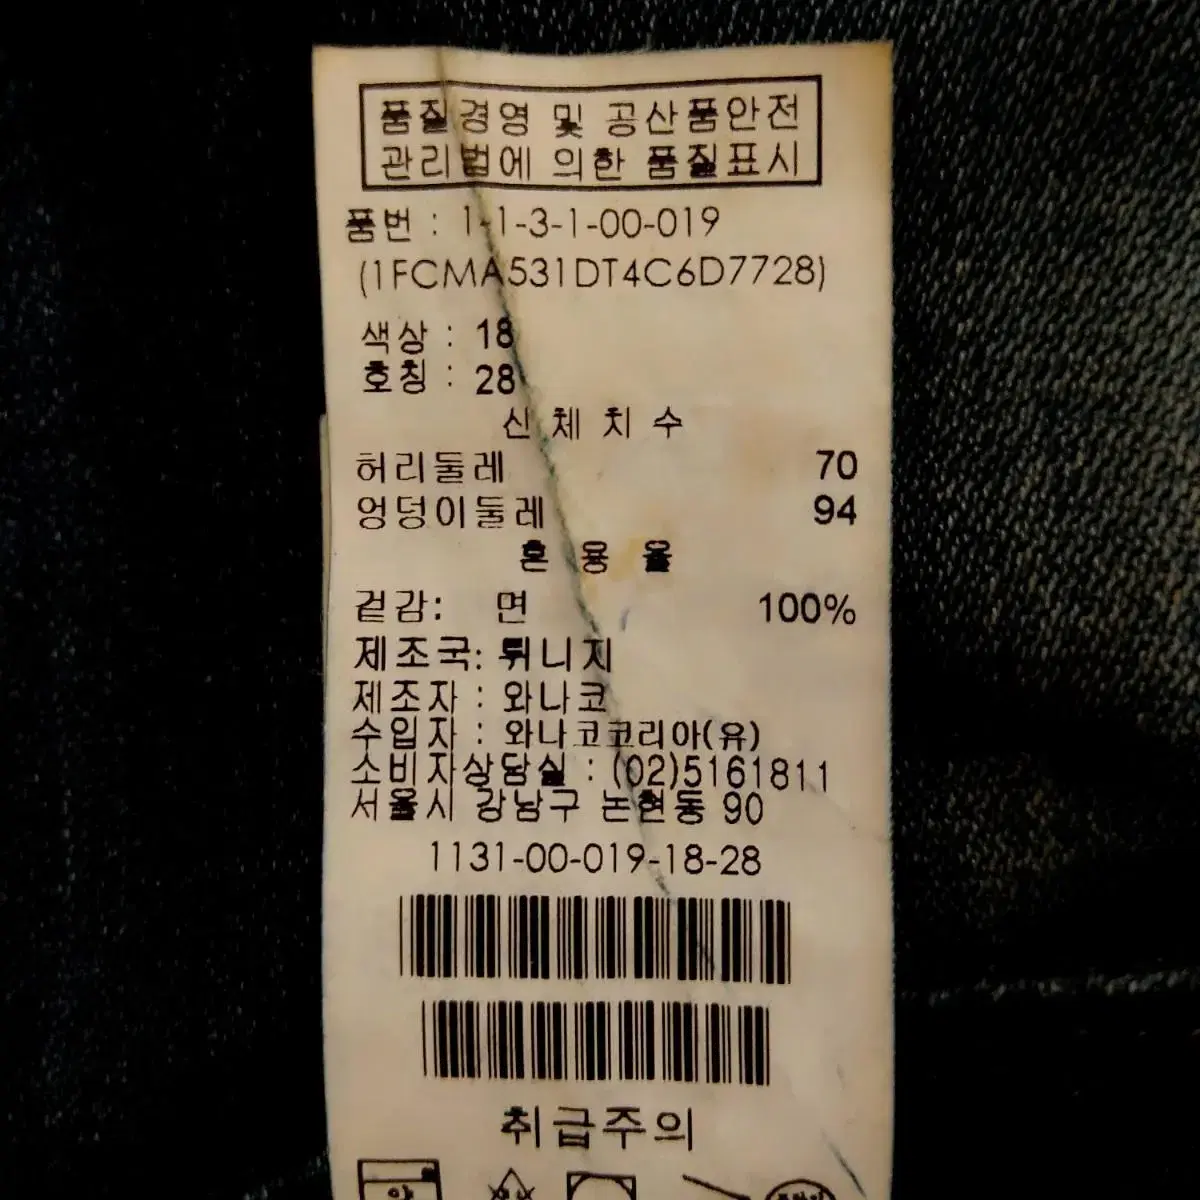 품질경영 및 공산품안전
관리법에 의한 품질표시
품번 : 1-1-3-1-00-019
(1FCMA531DT4C6D7728)
색상 : 18
호칭 : 28
신 체 치 수
허리둘레 70
엉덩이둘레 94
혼 용 율
겉감: 면 100%
제조국: 튀니지
제조자 : 와나코
수입자 : 와나코코리아(유)
소비자상담실 : (02)5161811
서울시 강남구 논현동 90
1131-00-019-18-28
취급주의